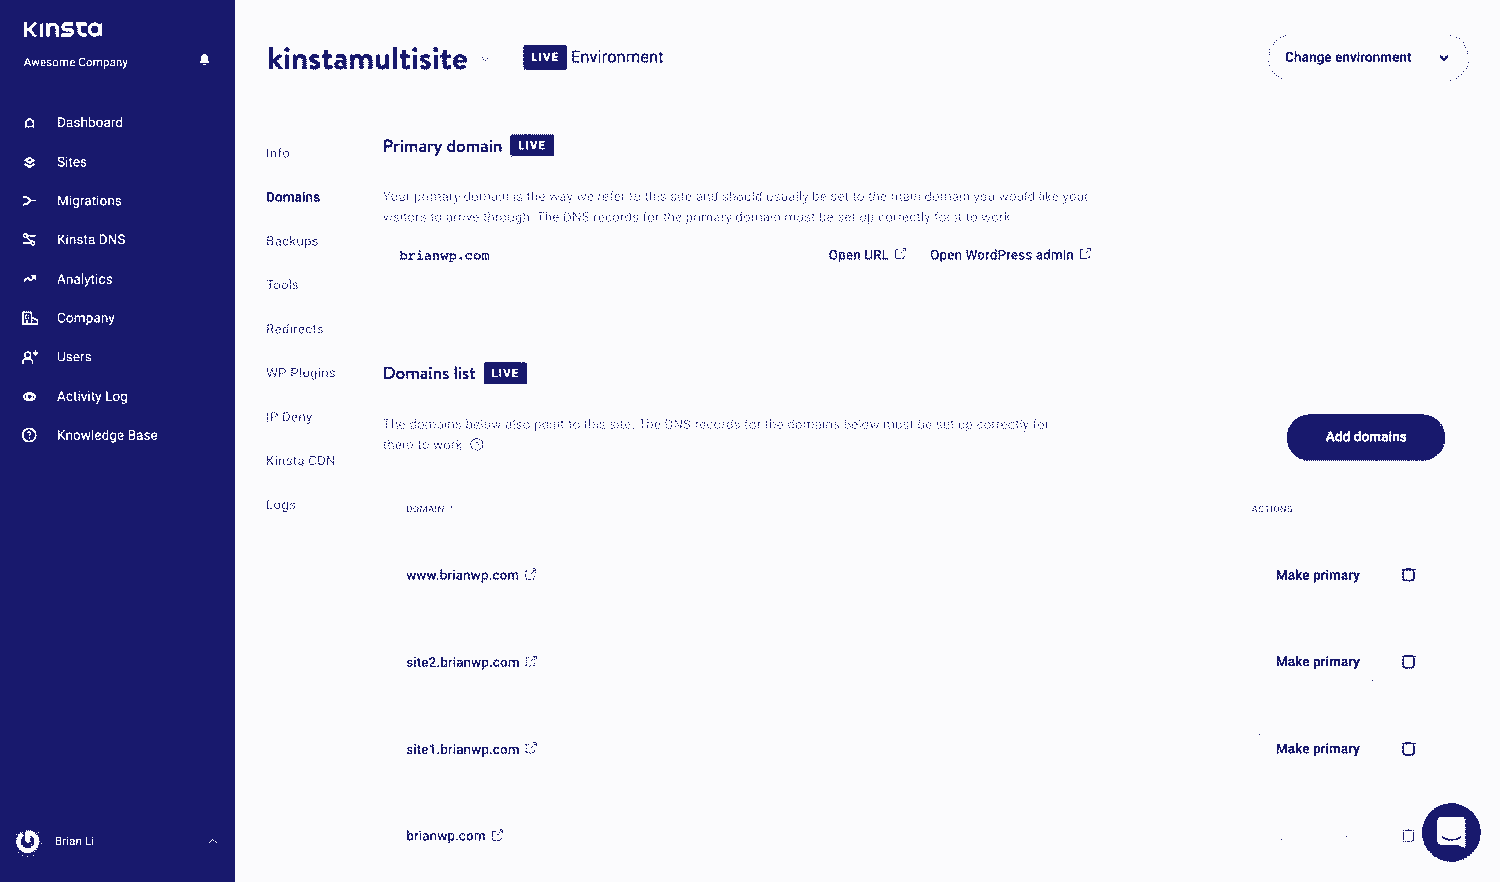 Kinsta
Awesome Company
Dashboard
Sites
Migrations
Kinsta DNS
Analytics
Company
Users
Activity Log
Knowledge Base
Brian Li
kinstamultisite
LIVE Environment
Change environment
Info
Domains
Backups
Tools
Redirects
WP Plugins
IP Deny
Kinsta CDN
Logs
Primary domain LIVE
Your primary domain is the way we refer to this site and should usually be set to the main domain you would like your
visitors to arrive through. The DNS records for the primary domain must be set up correctly for it to work.
brianwp.com Open URL Open WordPress admin
Domains list LIVE
The domains below also point to this site. The DNS records for the domains below must be set up correctly for
them to work.
Add domains
DOMAIN ACTIONS
www.brianwp.com Make primary
site2.brianwp.com Make primary
site1.brianwp.com Make primary
brianwp.com